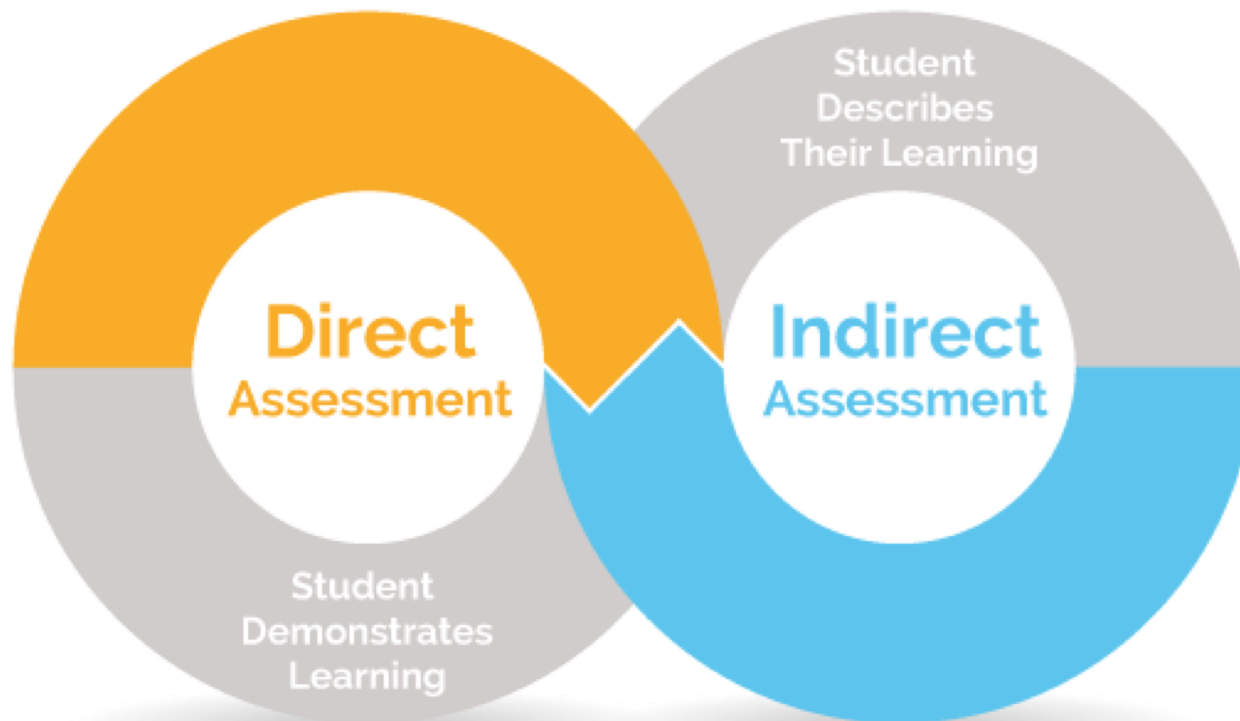 Direct
Assessment
Student
Demonstrates
Learning
Student
Describes
Their Learning
Indirect
Assessment